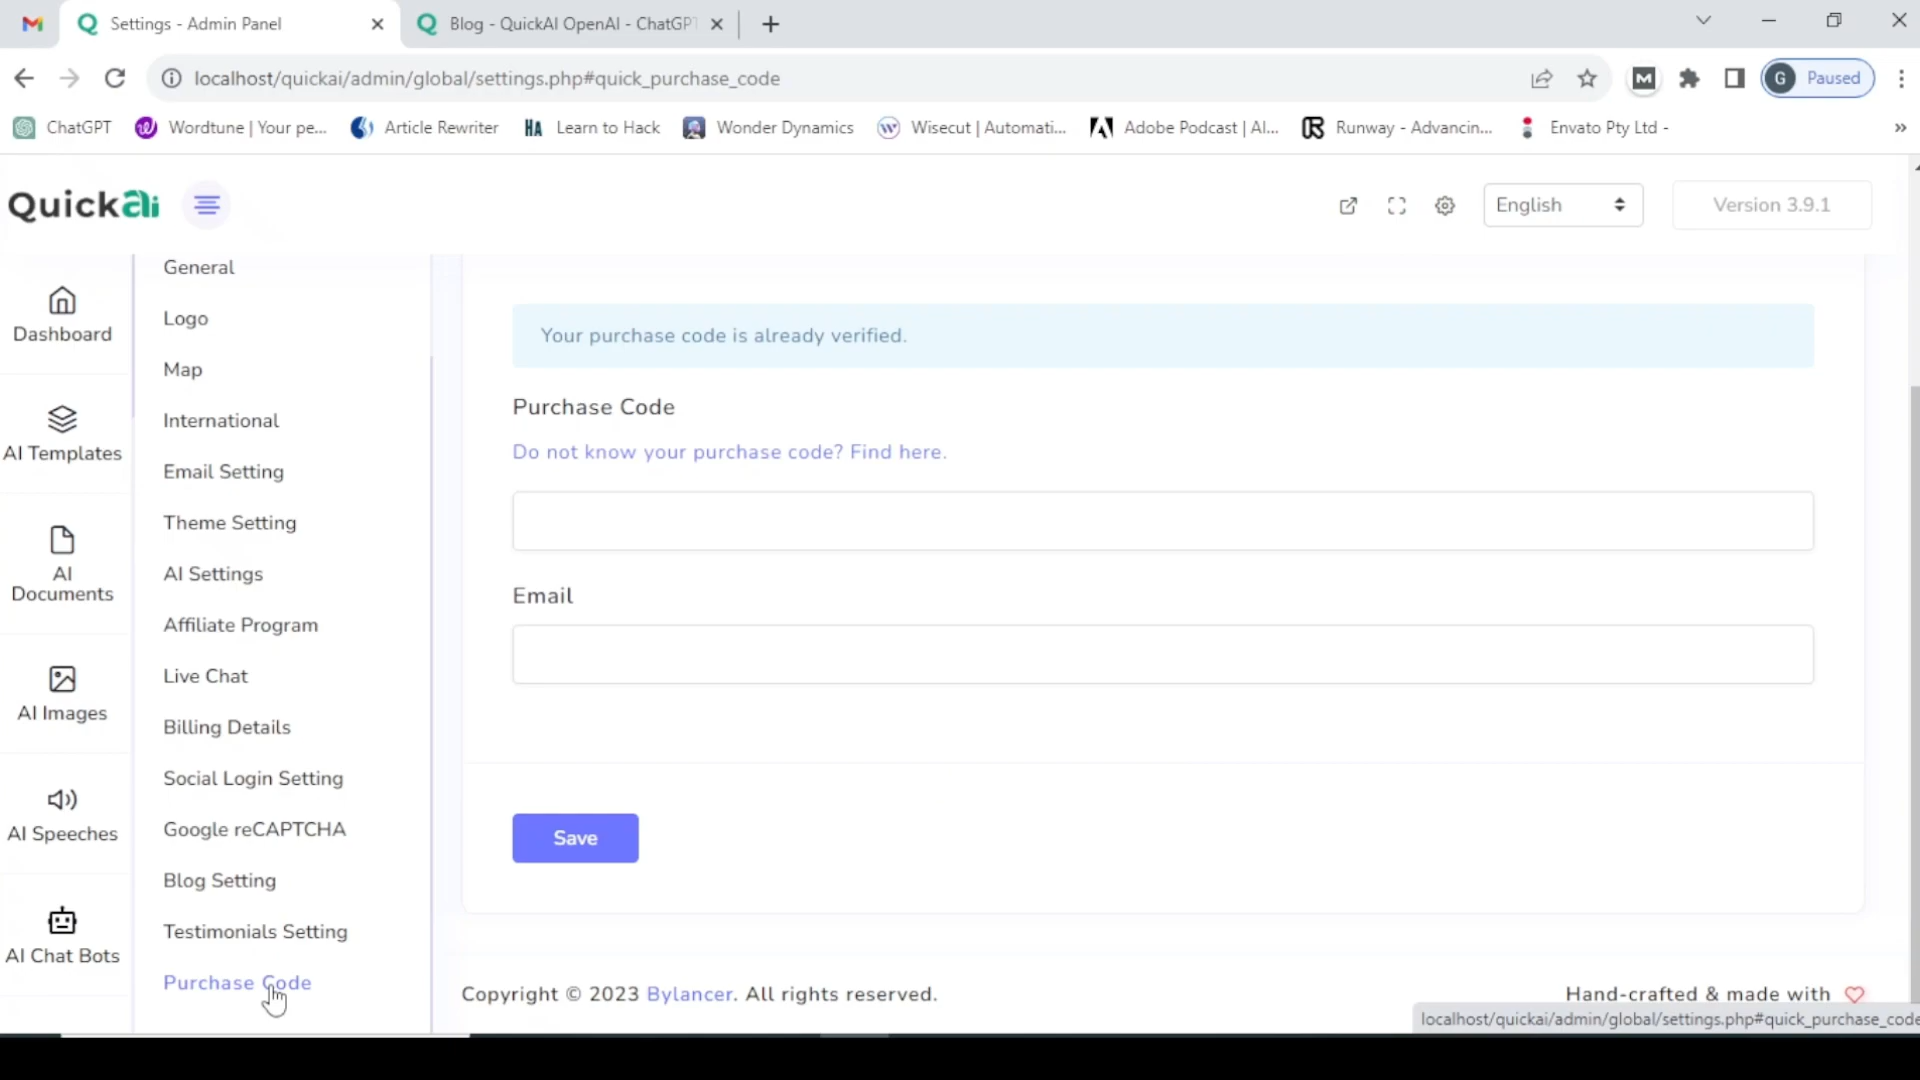 Settings - Admin Panel
Blog - QuickAI OpenAI - ChatGPT
localhost/quickai/admin/global/settings.php#quick_purchase_code
G Paused
ChatGPT
Wordtune | Your pe...
Article Rewriter
HA Learn to Hack
Wonder Dynamics
Wisecut | Automati...
Adobe Podcast | AI...
Runway - Advancin...
Envato Pty Ltd -
QuickAi
English
Version 3.9.1
Dashboard
AI Templates
AI
Documents
AI Images
AI Speeches
AI Chat Bots
General
Logo
Map
International
Email Setting
Theme Setting
AI Settings
Affiliate Program
Live Chat
Billing Details
Social Login Setting
Google reCAPTCHA
Blog Setting
Testimonials Setting
Purchase Code
Your purchase code is already verified.
Purchase Code
Do not know your purchase code? Find here.
Email
Save
Copyright © 2023 Bylancer. All rights reserved.
Hand-crafted & made with
localhost/quickai/admin/global/settings.php#quick_purchase_code